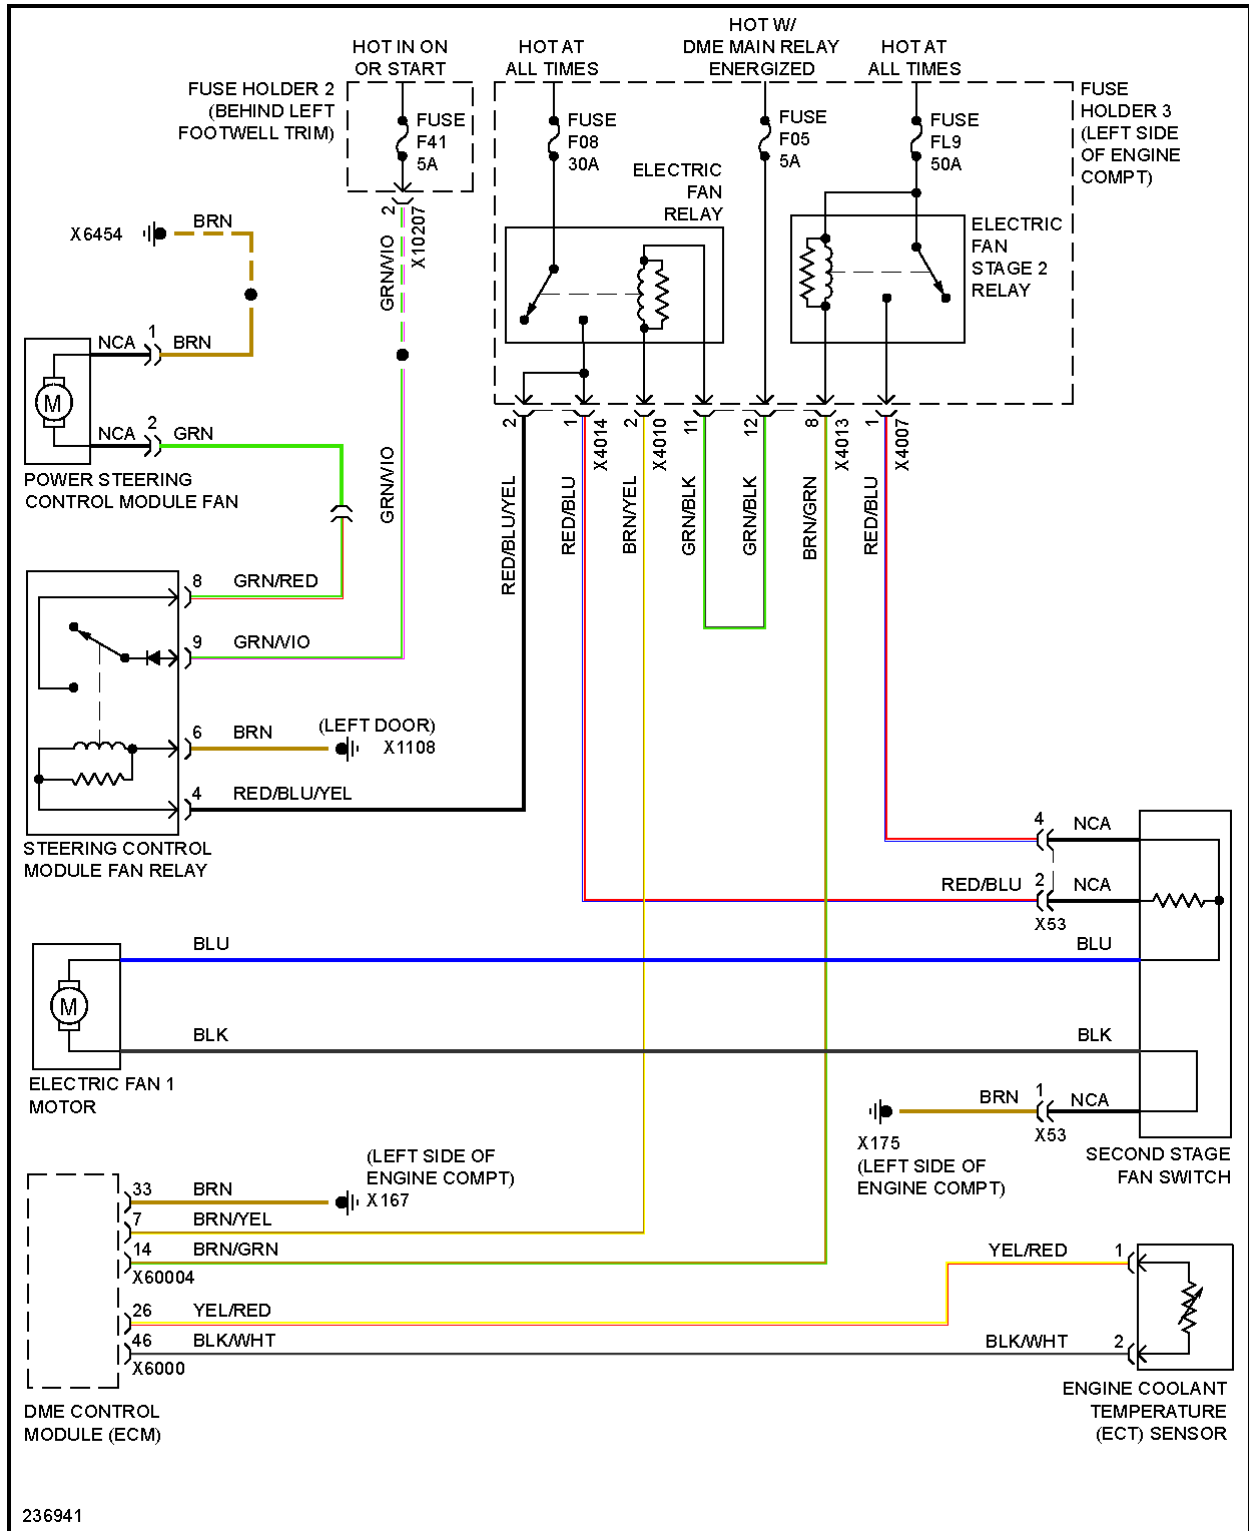 HOT IN ON
OR START
HOT AT
ALL TIMES
HOT W/
DME MAIN RELAY
ENERGIZED
HOT AT
ALL TIMES
FUSE HOLDER 2
(BEHIND LEFT
FOOTWELL TRIM)
FUSE
F41
5A
FUSE
F08
30A
FUSE
F05
5A
FUSE
FL9
50A
FUSE
HOLDER 3
(LEFT SIDE
OF ENGINE
COMPT)
ELECTRIC
FAN
RELAY
ELECTRIC
FAN
STAGE 2
RELAY
2
X10207
GRN/VIO
GRN/VIO
X6454
BRN
NCA
1
BRN
M
NCA
2
GRN
POWER STEERING
CONTROL MODULE FAN
2
1
X4014
2
X4010
11
12
8
X4013
1
X4007
RED/BLU/YEL
RED/BLU
BRN/YEL
GRN/BLK
GRN/BLK
BRN/GRN
RED/BLU
8
GRN/RED
9
GRN/VIO
6
BRN
(LEFT DOOR)
X1108
4
RED/BLU/YEL
STEERING CONTROL
MODULE FAN RELAY
4
NCA
RED/BLU
2
NCA
X53
BLU
BLU
M
BLK
BLK
ELECTRIC FAN 1
MOTOR
BRN
1
NCA
X53
X175
(LEFT SIDE OF
ENGINE COMPT)
SECOND STAGE
FAN SWITCH
(LEFT SIDE OF
ENGINE COMPT)
X167
33
BRN
7
BRN/YEL
14
BRN/GRN
X60004
26
YEL/RED
46
BLK/WHT
X6000
YEL/RED
1
BLK/WHT
2
DME CONTROL
MODULE (ECM)
ENGINE COOLANT
TEMPERATURE
(ECT) SENSOR
236941